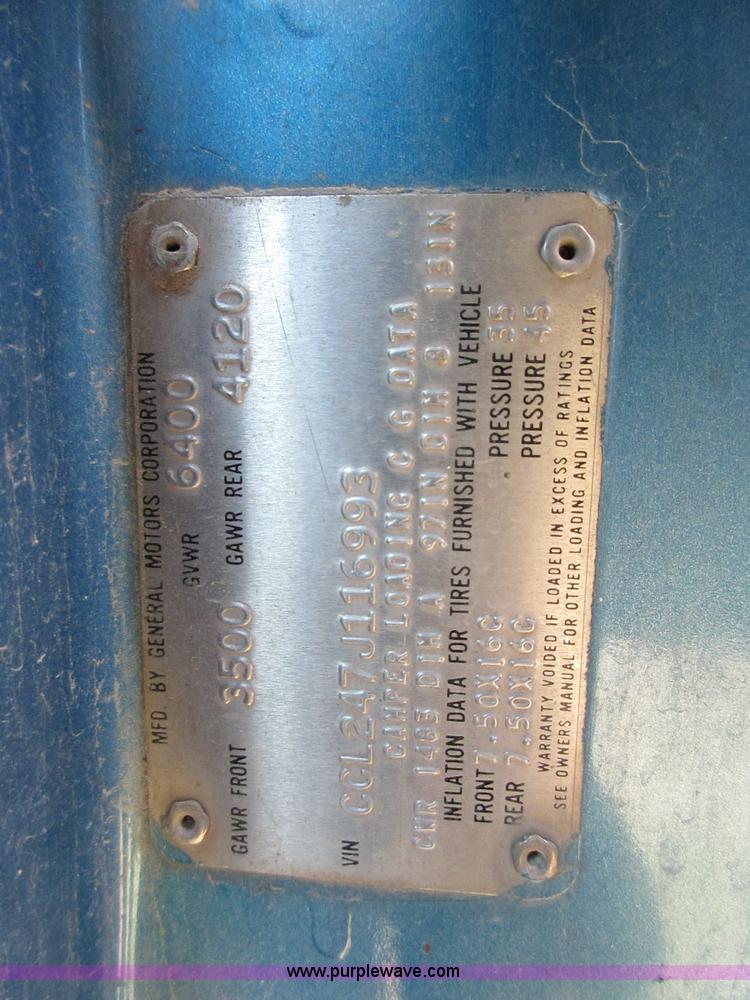 MFD. BY GENERAL MOTORS CORPORATION
GVWR 6400
GAWR FRONT 3500 GAWR REAR 4120
VIN CCL247J116993
CAMPER LOADING C G DATA
CWR 1463 DIM A 97IN DIM B 131N
INFLATION DATA FOR TIRES FURNISHED WITH VEHICLE
FRONT 7.50X16C PRESSURE 35
REAR 7.50X16C PRESSURE 45
WARRANTY VOIDED IF LOADED IN EXCESS OF RATINGS
SEE OWNERS MANUAL FOR OTHER LOADING AND INFLATION DATA
www.purplewave.com